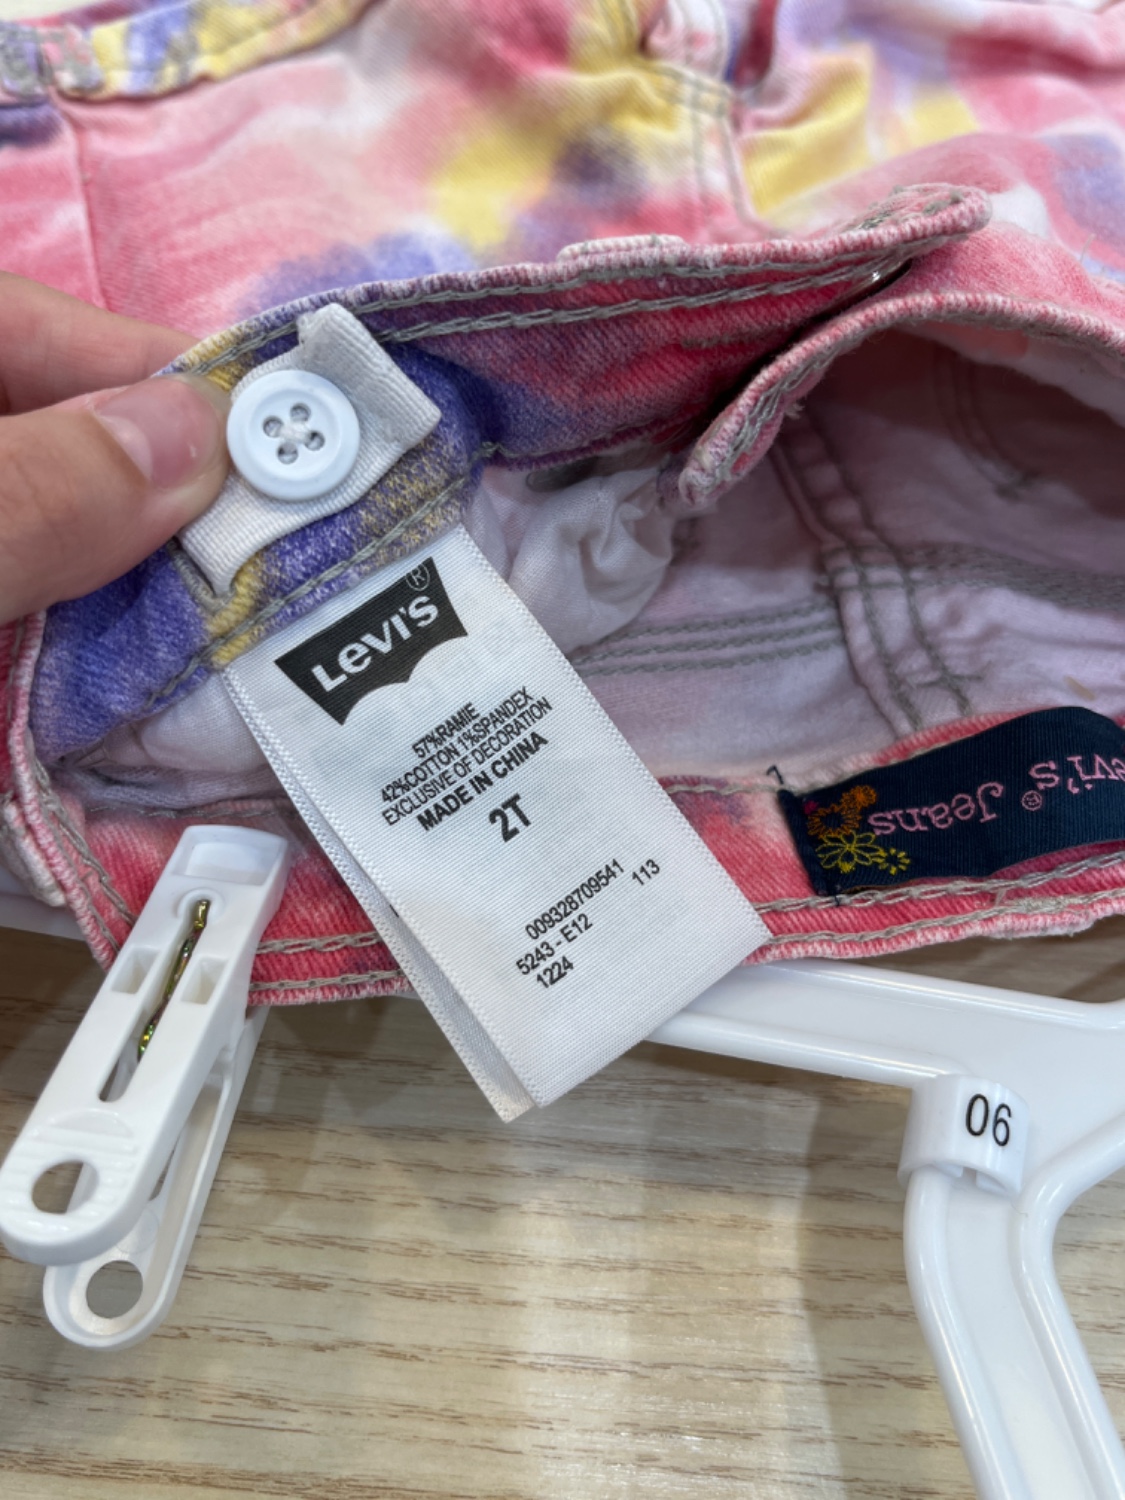 Levi's®
57%RAMIE
42%COTTON 1%SPANDEX
EXCLUSIVE OF DECORATION
MADE IN CHINA
2T
009328709541 113
5243 - E12
1224
evi's® Jeans
06